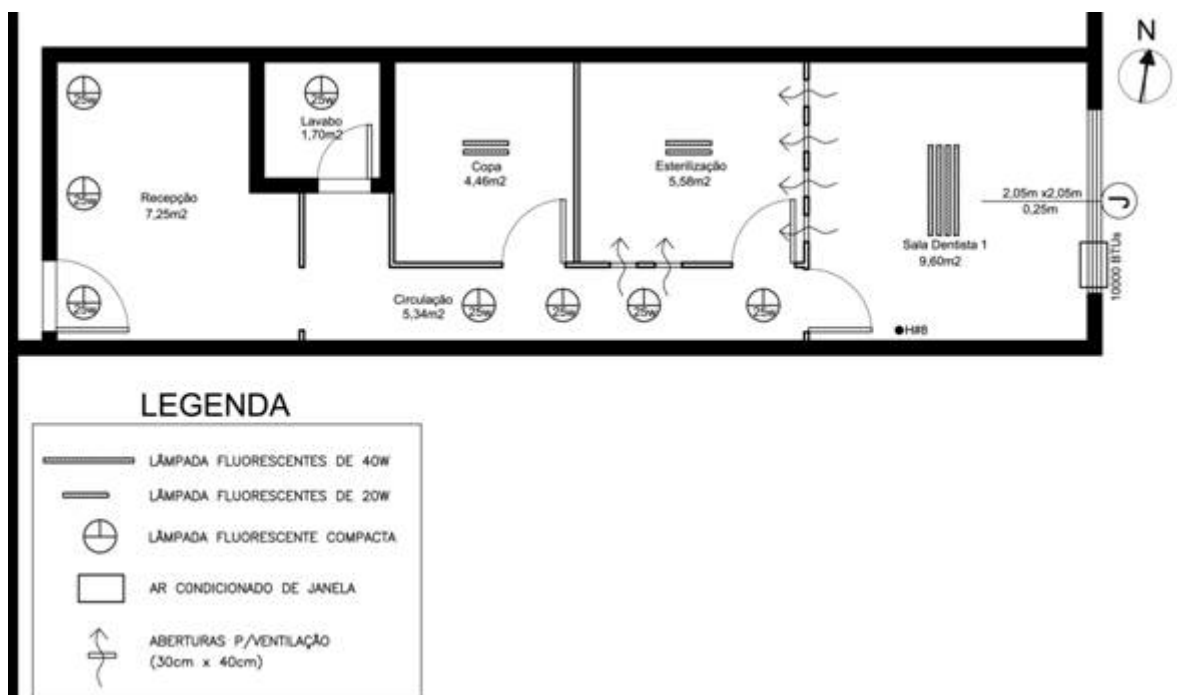 N
25w
25w
Lavabo
1,70m2
Copa
4,46m2
Esterilização
5,58m2
25w
Recepção
7,25m2
2,05m x2,05m
0,25m
J
Sala Dentista 1
9,60m2
10000 BTUs
25w
Circulação
5,34m2
25w
25w
25w
25w
H#8
LEGENDA
LÂMPADA FLUORESCENTES DE 40W
LÂMPADA FLUORESCENTES DE 20W
LÂMPADA FLUORESCENTE COMPACTA
AR CONDICIONADO DE JANELA
ABERTURAS P/VENTILAÇÃO
(30cm x 40cm)